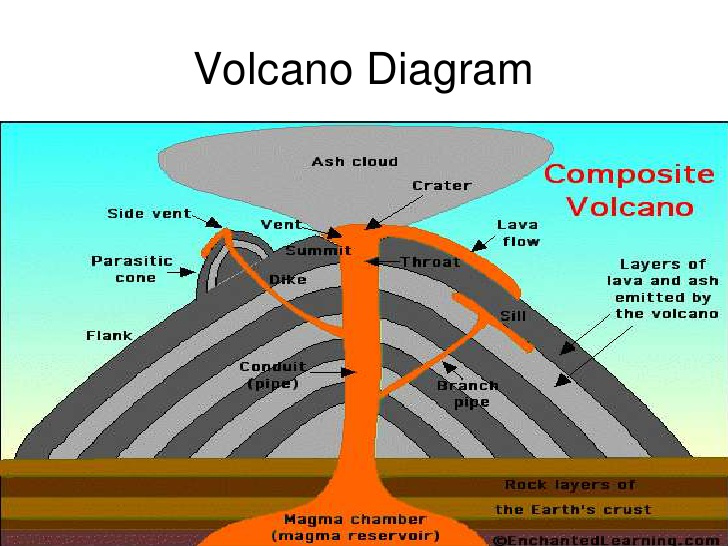 Volcano Diagram
Ash cloud
Crater
Composite
Volcano
Side vent
Vent
Lava
flow
Summit
Parasitic
cone
Throat
Layers of
lava and ash
emitted by
the volcano
Dike
Sill
Flank
Conduit
(pipe)
Branch
pipe
Rock layers of
the Earth's crust
Magma chamber
(magma reservoir)
©EnchantedLearning.com